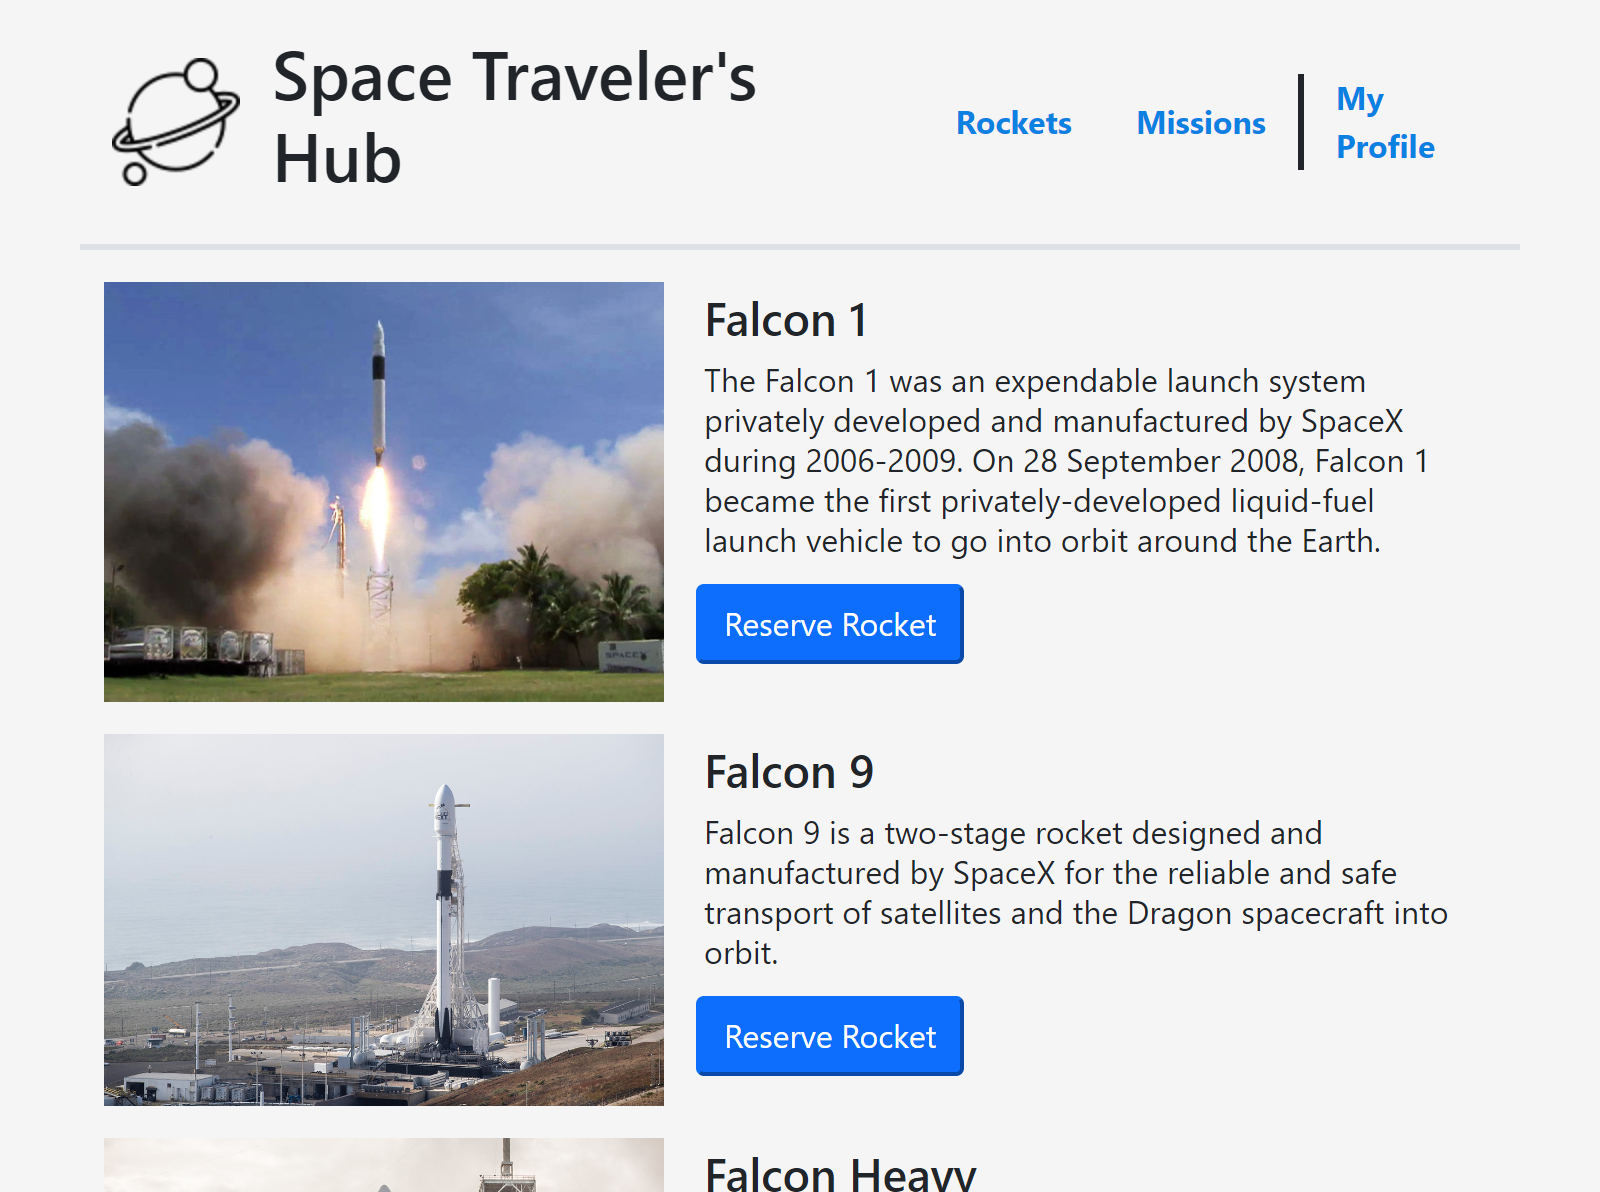 Space Traveler's
Hub
Rockets
Missions
My
Profile
Falcon 1
The Falcon 1 was an expendable launch system
privately developed and manufactured by SpaceX
during 2006-2009. On 28 September 2008, Falcon 1
became the first privately-developed liquid-fuel
launch vehicle to go into orbit around the Earth.
Reserve Rocket
SPACEX
Falcon 9
Falcon 9 is a two-stage rocket designed and
manufactured by SpaceX for the reliable and safe
transport of satellites and the Dragon spacecraft into
orbit.
Reserve Rocket
Falcon Heavy